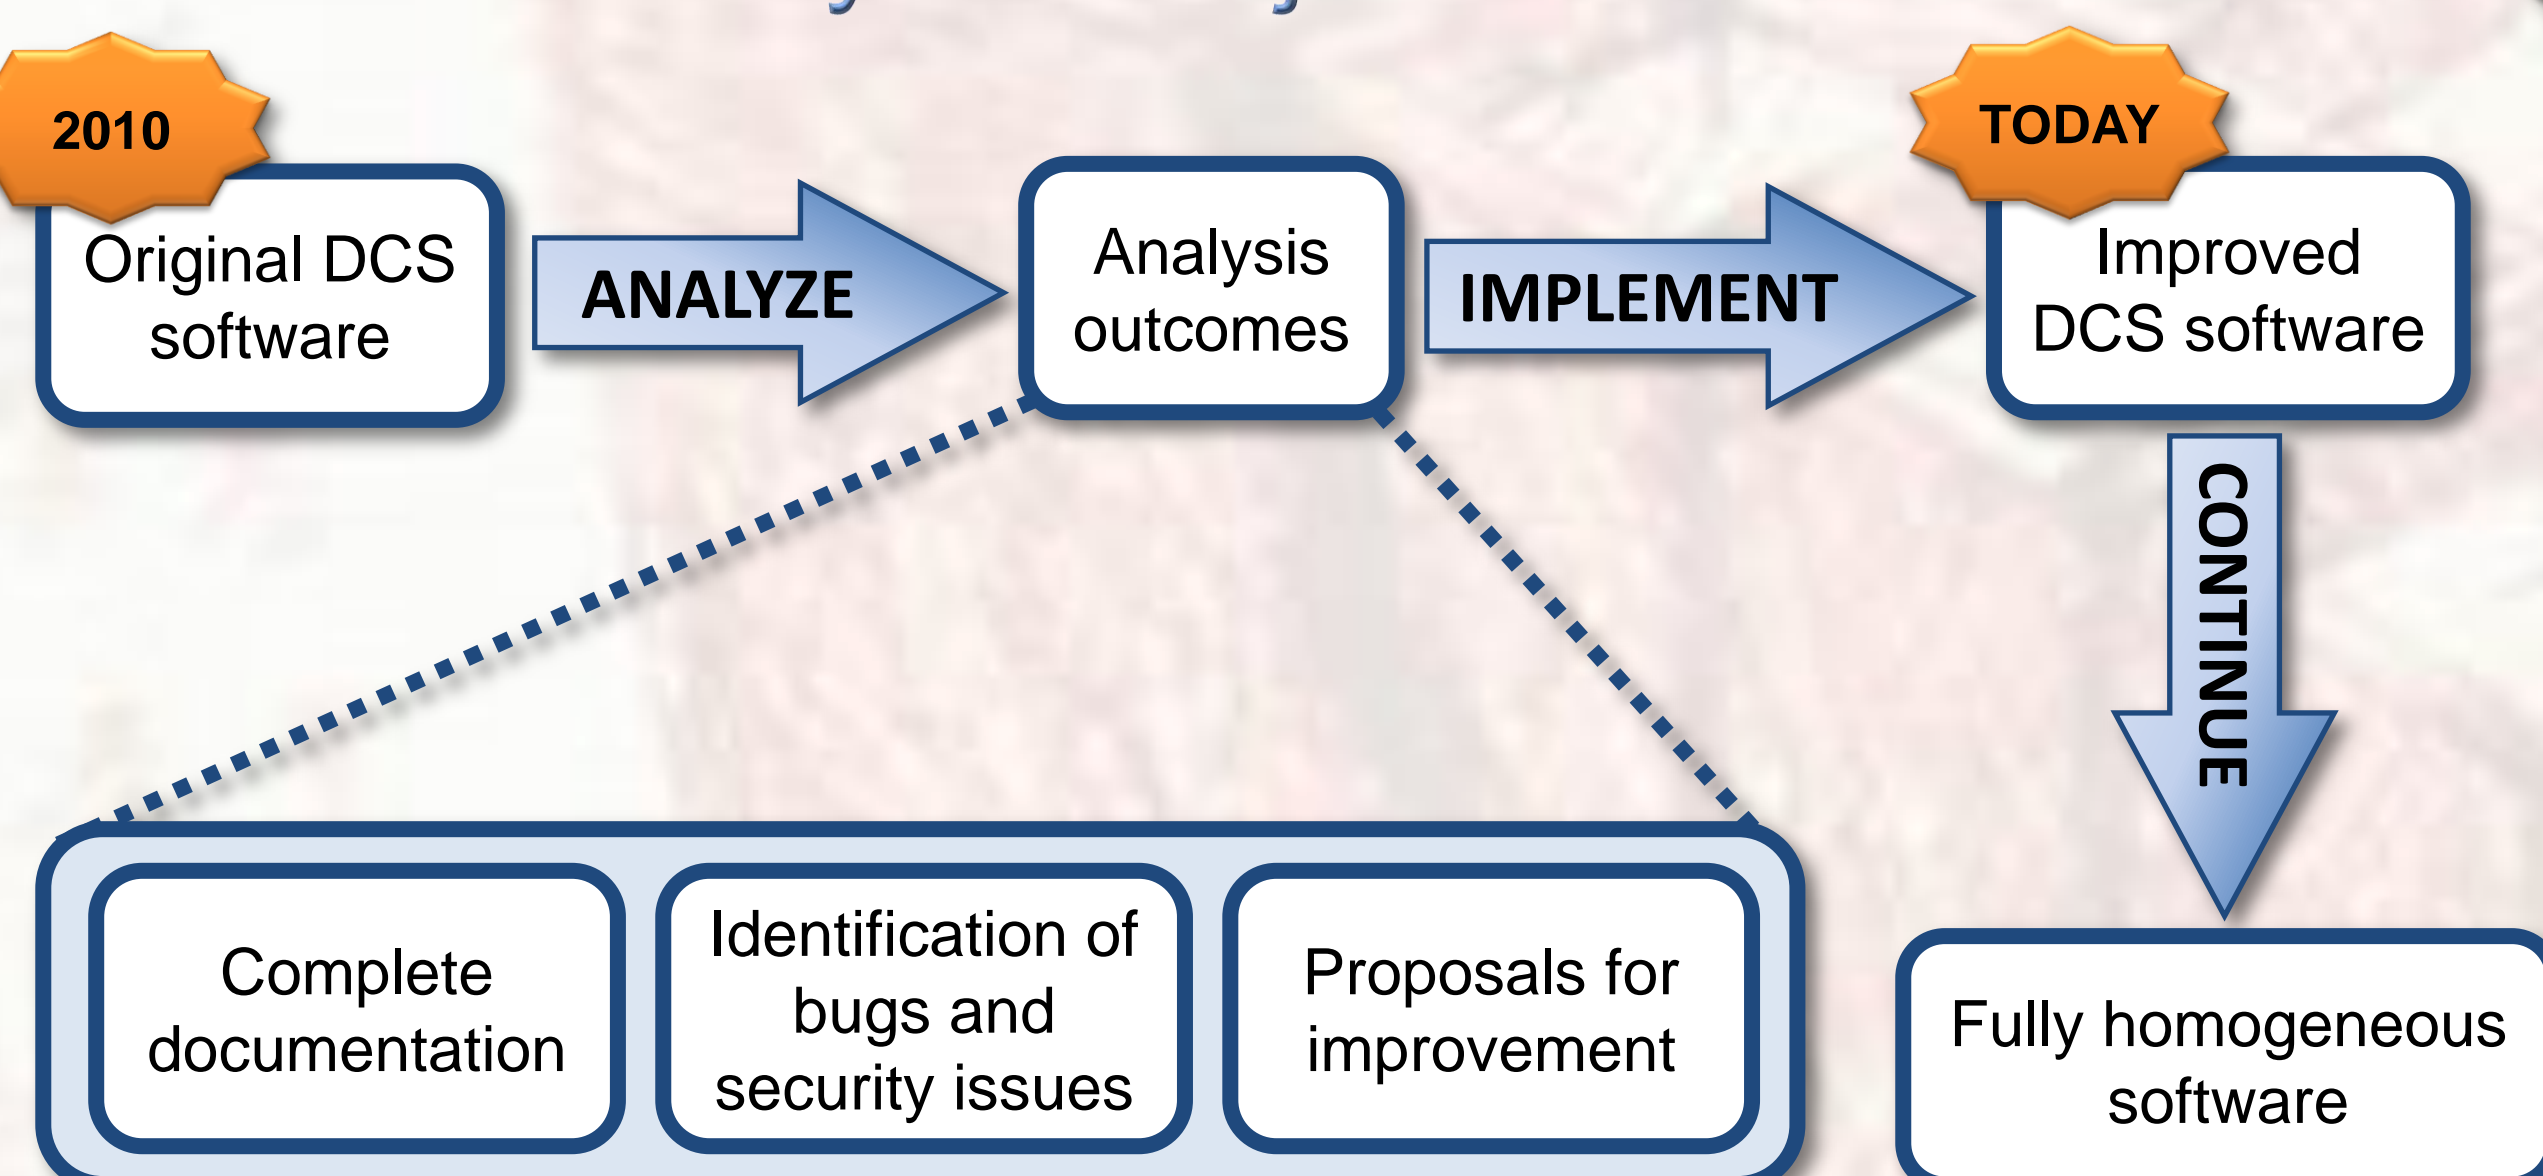 2010
Original DCS
software
ANALYZE
Analysis
outcomes
IMPLEMENT
TODAY
Improved
DCS software
CONTINUE
Complete
documentation
Identification of
bugs and
security issues
Proposals for
improvement
Fully homogeneous
software